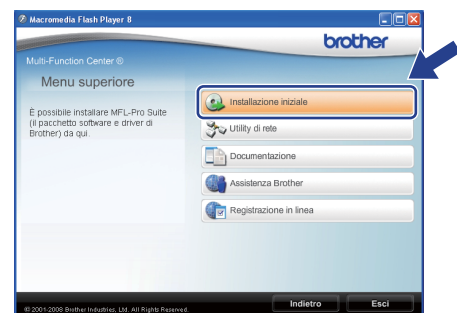 Macromedia Flash Player 8
brother
Multi-Function Center ®
Menu superiore
È possibile installare MFL-Pro Suite
(il pacchetto software e driver di
Brother) da qui.
Installazione iniziale
Utility di rete
Documentazione
Assistenza Brother
Registrazione in linea
© 2001-2008 Brother Industries, Ltd. All Rights Reserved.
Indietro
Esci